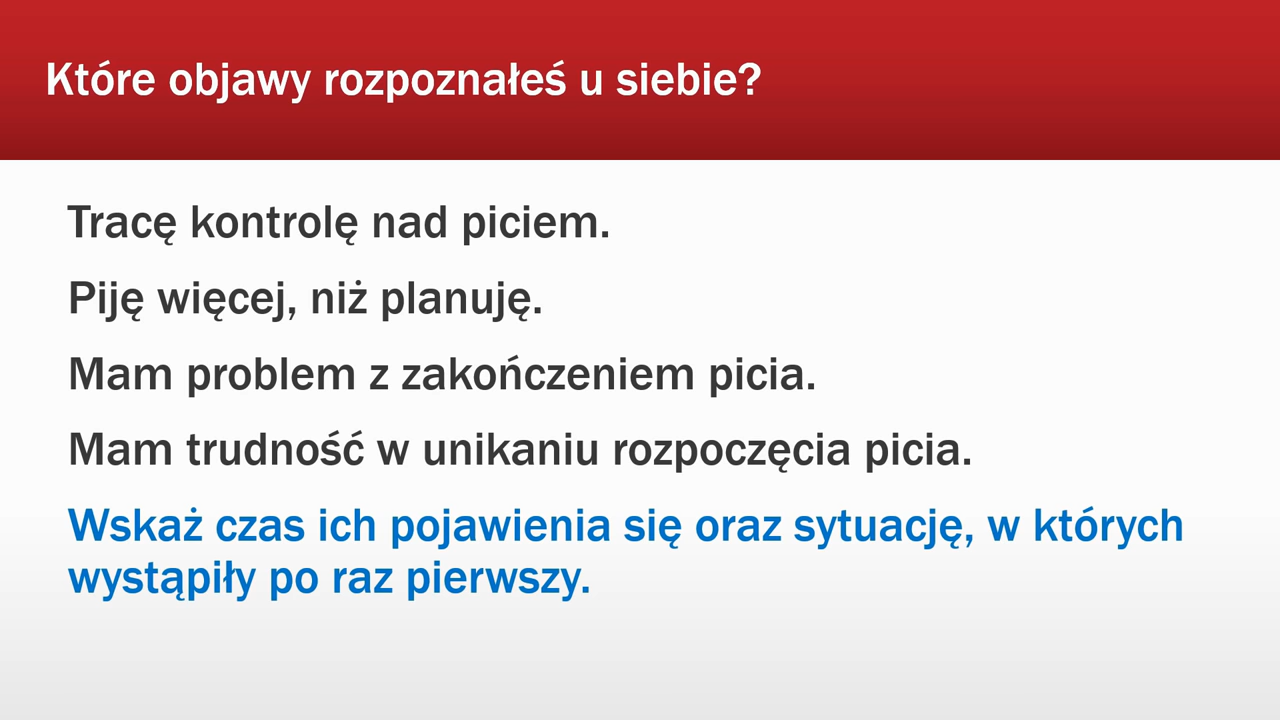 Które objawy rozpoznałeś u siebie?
Tracę kontrolę nad piciem.
Piję więcej, niż planuję.
Mam problem z zakończeniem picia.
Mam trudność w unikaniu rozpoczęcia picia.
Wskaż czas ich pojawienia się oraz sytuację, w których
wystąpiły po raz pierwszy.